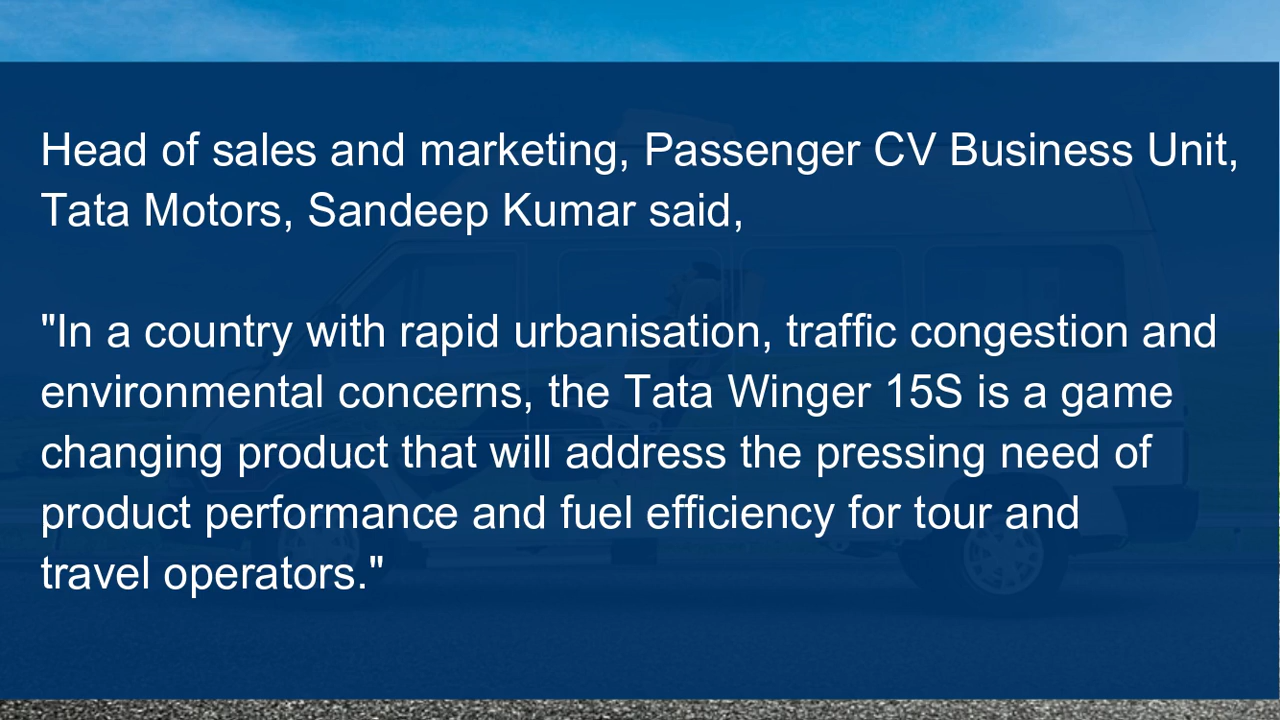 Head of sales and marketing, Passenger CV Business Unit,
Tata Motors, Sandeep Kumar said,
"In a country with rapid urbanisation, traffic congestion and
environmental concerns, the Tata Winger 15S is a game
changing product that will address the pressing need of
product performance and fuel efficiency for tour and
travel operators."